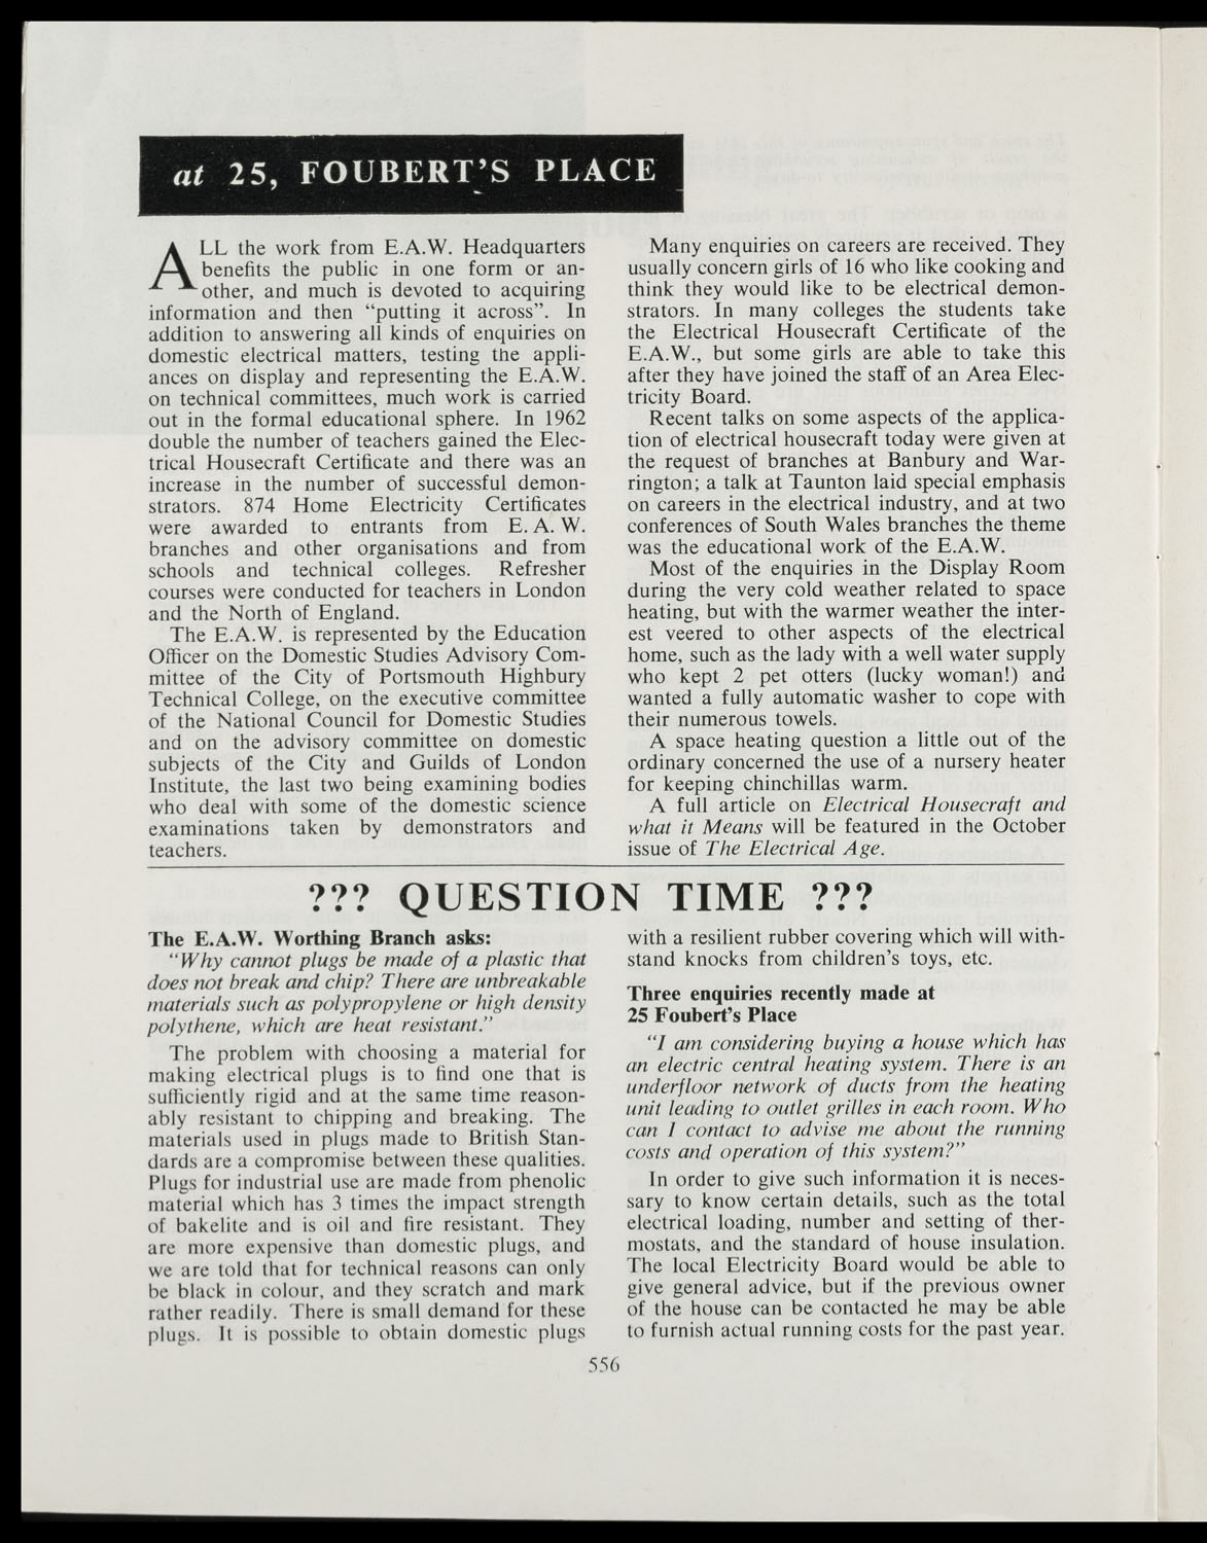 at 25, FOUBERT'S PLACE
ALL the work from E.A.W. Headquarters
benefits the public in one form or an-
other, and much is devoted to acquiring
information and then "putting it across". In
addition to answering all kinds of enquiries on
domestic electrical matters, testing the appli-
ances on display and representing the E.A.W.
on technical committees, much work is carried
out in the formal educational sphere. In 1962
double the number of teachers gained the Elec-
trical Housecraft Certificate and there was an
increase in the number of successful demon-
strators. 874 Home Electricity Certificates
were awarded to entrants from E. A. W.
branches and other organisations and from
schools and technical colleges. Refresher
courses were conducted for teachers in London
and the North of England.
The E.A.W. is represented by the Education
Officer on the Domestic Studies Advisory Com-
mittee of the City of Portsmouth Highbury
Technical College, on the executive committee
of the National Council for Domestic Studies
and on the advisory committee on domestic
subjects of the City and Guilds of London
Institute, the last two being examining bodies
who deal with some of the domestic science
examinations taken by demonstrators and
teachers.
Many enquiries on careers are received. They
usually concern girls of 16 who like cooking and
think they would like to be electrical demon-
strators. In many colleges the students take
the Electrical Housecraft Certificate of the
E.A.W., but some girls are able to take this
after they have joined the staff of an Area Elec-
tricity Board.
Recent talks on some aspects of the applica-
tion of electrical housecraft today were given at
the request of branches at Banbury and War-
rington; a talk at Taunton laid special emphasis
on careers in the electrical industry, and at two
conferences of South Wales branches the theme
was the educational work of the E.A.W.
Most of the enquiries in the Display Room
during the very cold weather related to space
heating, but with the warmer weather the inter-
est veered to other aspects of the electrical
home, such as the lady with a well water supply
who kept 2 pet otters (lucky woman!) and
wanted a fully automatic washer to cope with
their numerous towels.
A space heating question a little out of the
ordinary concerned the use of a nursery heater
for keeping chinchillas warm.
A full article on Electrical Housecraft and
what it Means will be featured in the October
issue of The Electrical Age.
??? QUESTION TIME ???
The E.A.W. Worthing Branch asks:
"Why cannot plugs be made of a plastic that
does not break and chip? There are unbreakable
materials such as polypropylene or high density
polythene, which are heat resistant."
The problem with choosing a material for
making electrical plugs is to find one that is
sufficiently rigid and at the same time reason-
ably resistant to chipping and breaking. The
materials used in plugs made to British Stan-
dards are a compromise between these qualities.
Plugs for industrial use are made from phenolic
material which has 3 times the impact strength
of bakelite and is oil and fire resistant. They
are more expensive than domestic plugs, and
we are told that for technical reasons can only
be black in colour, and they scratch and mark
rather readily. There is small demand for these
plugs. It is possible to obtain domestic plugs
with a resilient rubber covering which will with-
stand knocks from children's toys, etc.
Three enquiries recently made at
25 Foubert's Place
"I am considering buying a house which has
an electric central heating system. There is an
underfloor network of ducts from the heating
unit leading to outlet grilles in each room. Who
can I contact to advise me about the running
costs and operation of this system?"
In order to give such information it is neces-
sary to know certain details, such as the total
electrical loading, number and setting of ther-
mostats, and the standard of house insulation.
The local Electricity Board would be able to
give general advice, but if the previous owner
of the house can be contacted he may be able
to furnish actual running costs for the past year.
556